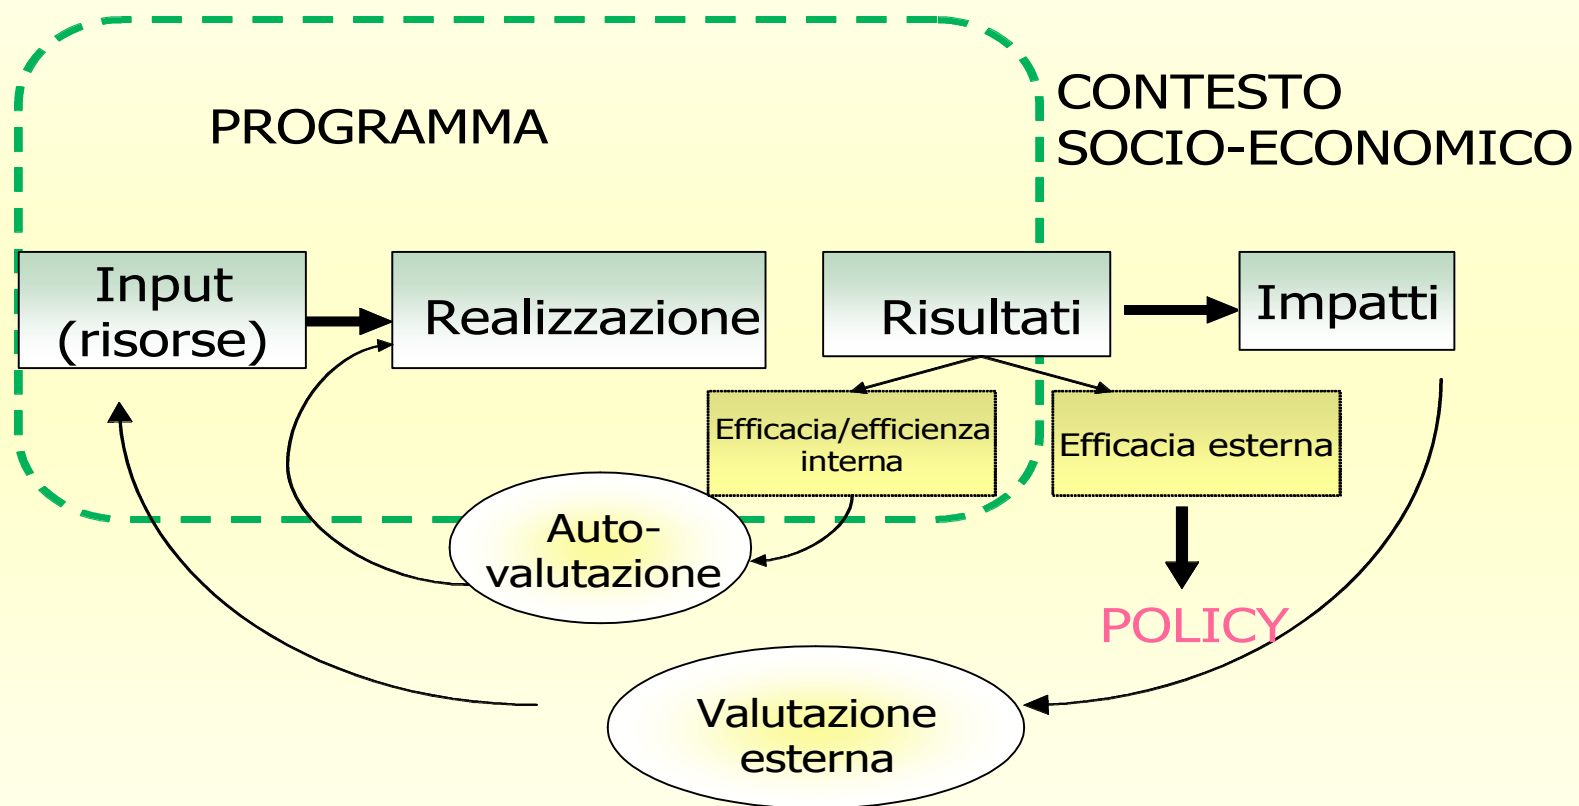 PROGRAMMA
CONTESTO
SOCIO-ECONOMICO
Input
(risorse)
Realizzazione
Risultati
Impatti
Efficacia/efficienza
interna
Efficacia esterna
Auto-
valutazione
POLICY
Valutazione
esterna